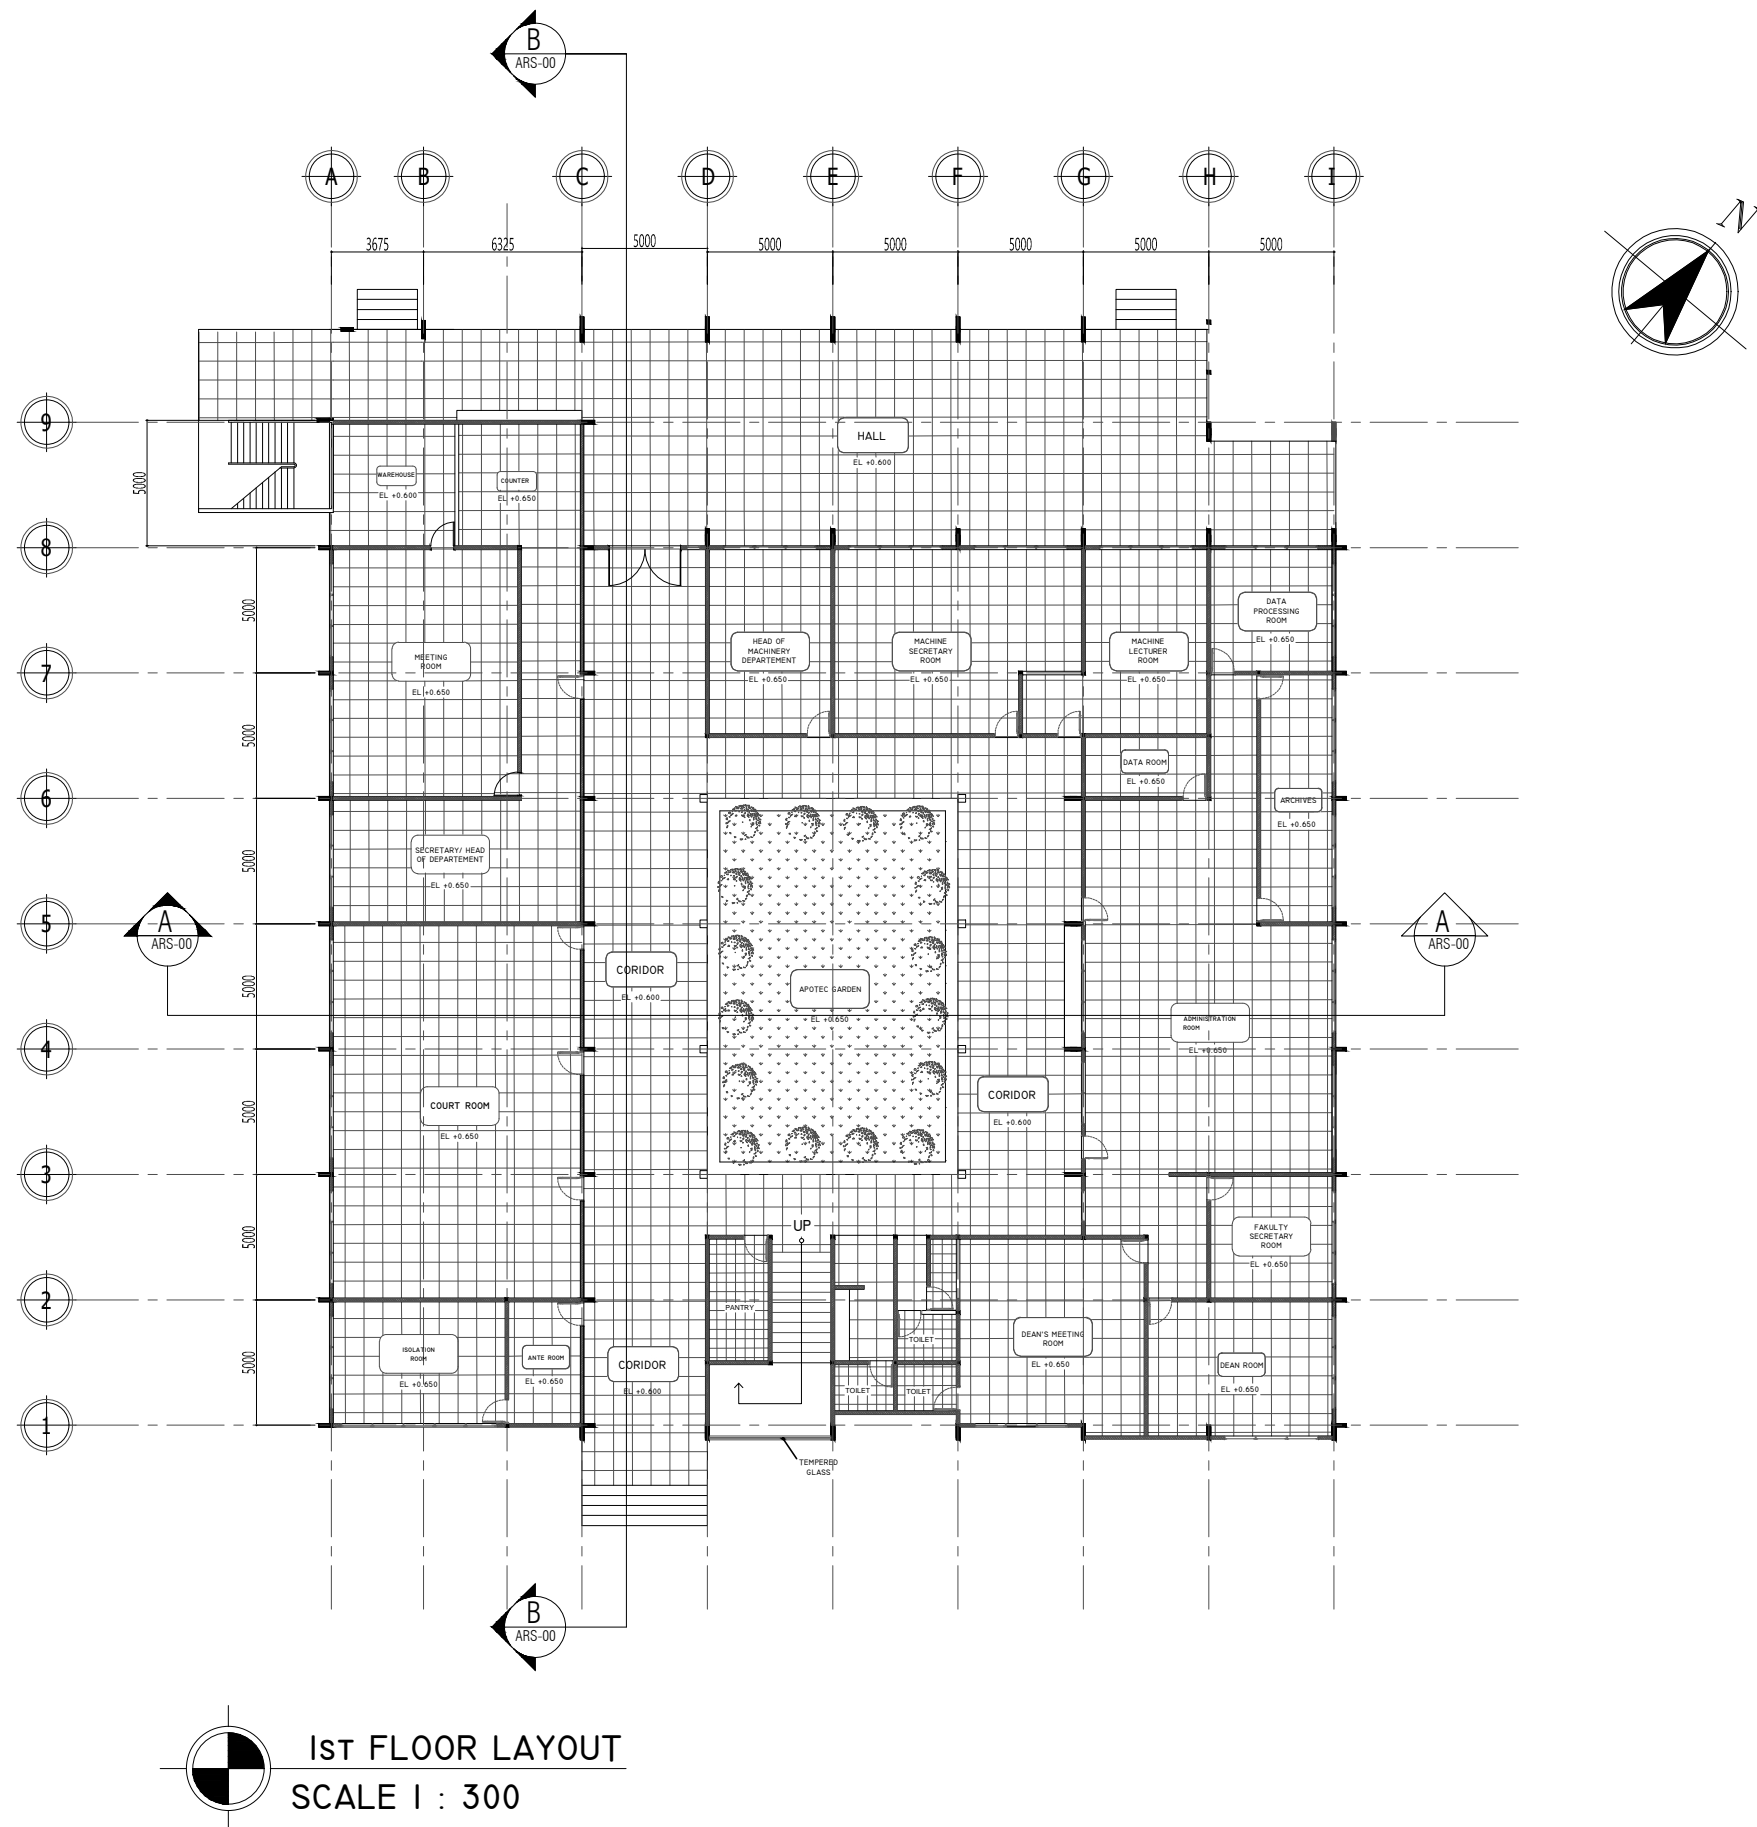 B
ARS-00
A
B
C
D
E
F
G
H
I
N
3675
6325
5000
5000
5000
5000
5000
5000
9
HALL
EL +0.600
WAREHOUSE
EL +0.600
COUNTER
EL +0.650
5000
8
5000
DATA
PROCESSING
ROOM
EL +0.650
MEETING
ROOM
EL +0.650
HEAD OF
MACHINERY
DEPARTEMENT
EL +0.650
MACHINE
SECRETARY
ROOM
EL +0.650
MACHINE
LECTURER
ROOM
EL +0.650
7
5000
DATA ROOM
EL +0.650
6
ARCHIVES
EL +0.650
5000
SECRETARY/ HEAD
OF DEPARTEMENT
EL +0.650
5
A
ARS-00
A
ARS-00
CORIDOR
EL +0.600
5000
APOTEC GARDEN
EL +0.650
ADMINISTRATION
ROOM
EL +0.650
4
CORIDOR
EL +0.600
COURT ROOM
EL +0.650
5000
3
UP
FAKULTY
SECRETARY
ROOM
EL +0.650
5000
2
PANTRY
TOILET
DEAN'S MEETING
ROOM
EL +0.650
ISOLATION
ROOM
EL +0.650
ANTE ROOM
EL +0.650
CORIDOR
EL +0.600
DEAN ROOM
EL +0.650
5000
TOILET
TOILET
1
TEMPERED
GLASS
B
ARS-00
1st FLOOR LAYOUT
SCALE 1 : 300